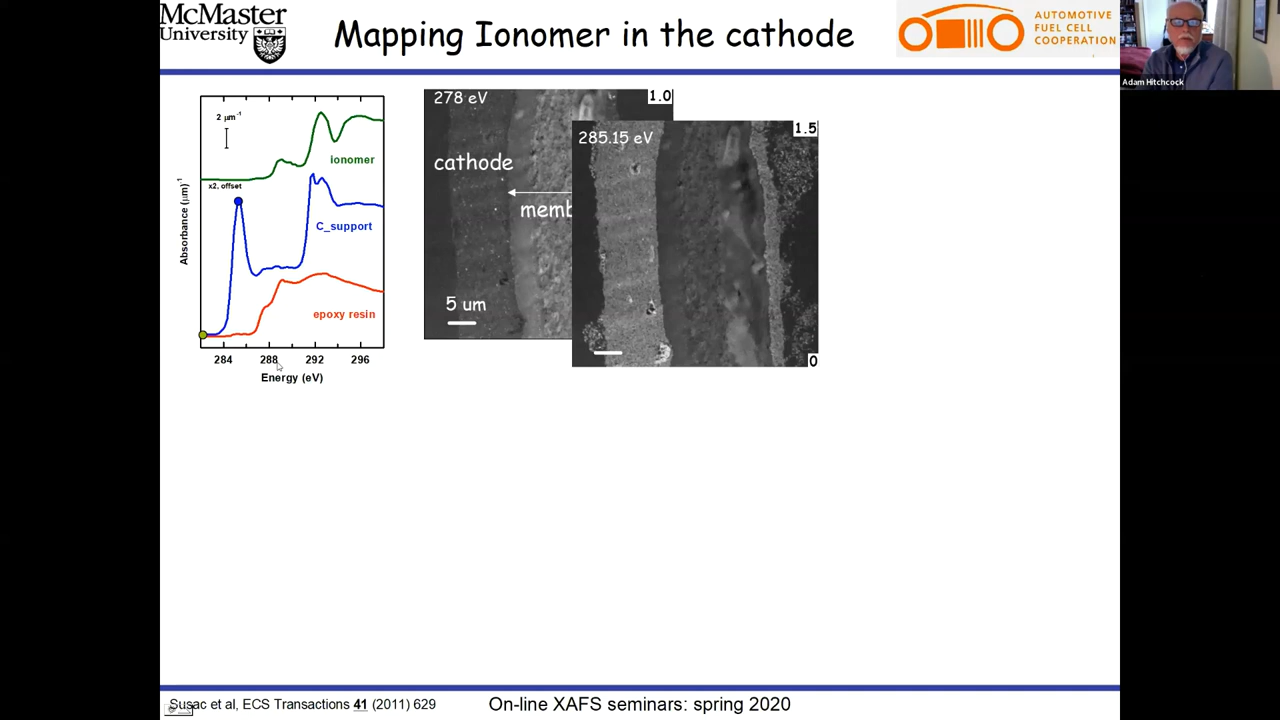 McMaster
University
Mapping Ionomer in the cathode
AUTOMOTIVE
FUEL CELL
COOPERATION
Adam Hitchcock
2 µm⁻¹
ionomer
x2, offset
C_support
epoxy resin
Absorbance (µm)⁻¹
284 288 292 296
Energy (eV)
278 eV
1.0
cathode
memb
5 um
285.15 eV
1.5
0
Susac et al, ECS Transactions 41 (2011) 629
On-line XAFS seminars: spring 2020